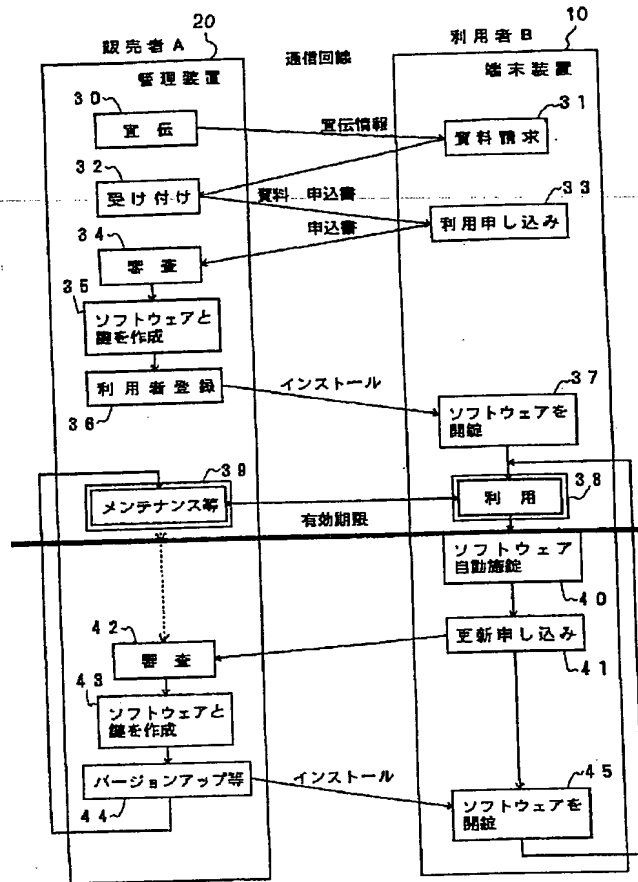 20
10
販売者A
通信回線
利用者B
管理装置
端末装置
30
宣伝
宣伝情報
31
資料請求
32
受け付け
資料 申込書
33
利用申し込み
申込書
34
審査
35
ソフトウェアと
鍵を作成
利用者登録
36
インストール
37
ソフトウェアを
開錠
39
メンテナンス等
利用
38
有効期限
ソフトウェア
自動施錠
40
更新申し込み
41
42
審査
43
ソフトウェアと
鍵を作成
バージョンアップ等
44
インストール
45
ソフトウェアを
開錠